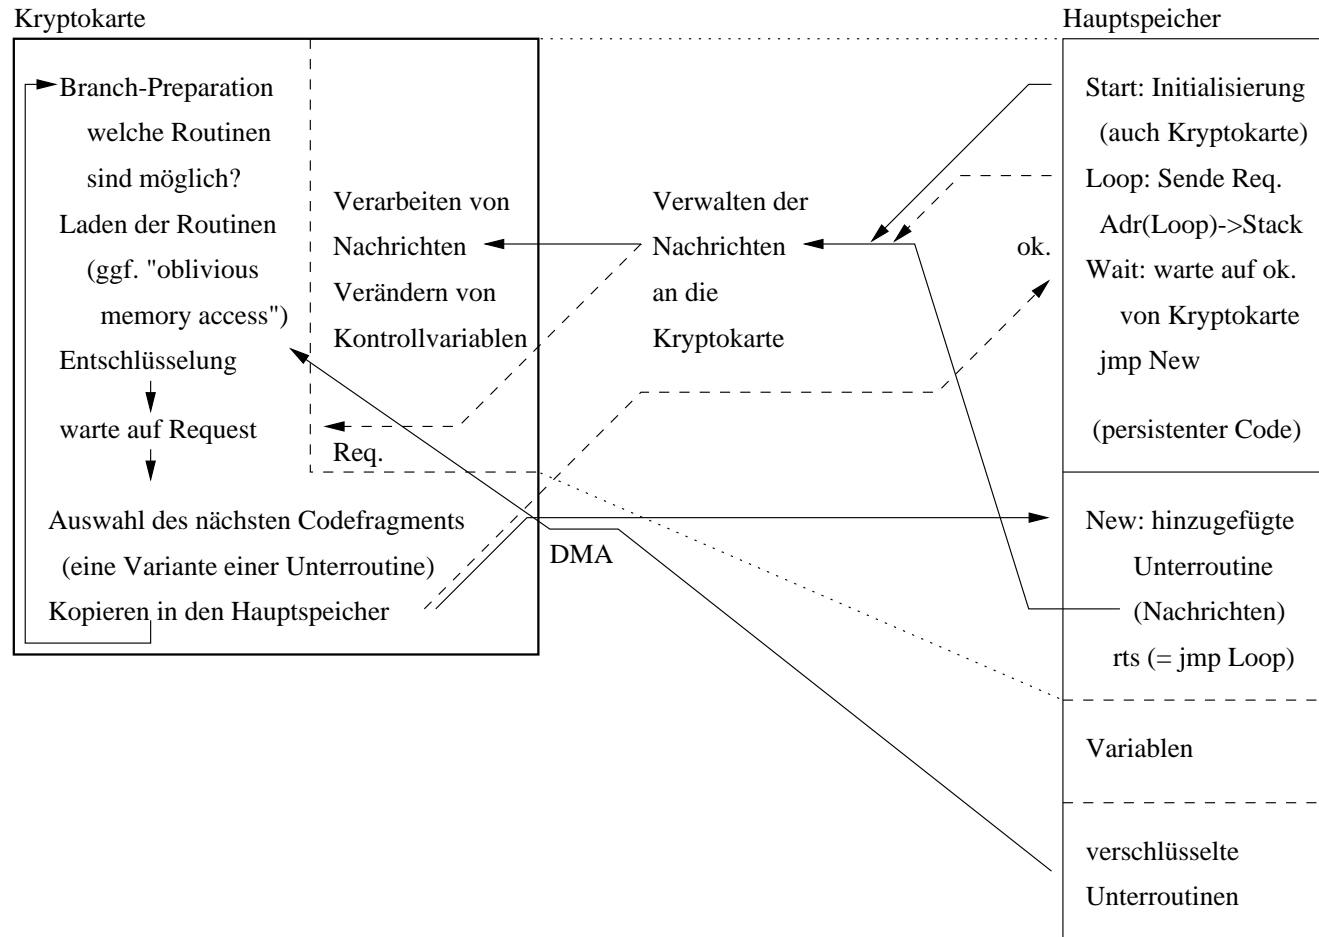 Kryptokarte
Branch-Preparation
welche Routinen
sind möglich?
Laden der Routinen
(ggf. "oblivious
memory access")
Entschlüsselung
warte auf Request
Auswahl des nächsten Codefragments
(eine Variante einer Unterroutine)
Kopieren in den Hauptspeicher
Verarbeiten von
Nachrichten
Verändern von
Kontrollvariablen
Req.
DMA
Verwalten der
Nachrichten
an die
Kryptokarte
ok.
Hauptspeicher
Start: Initialisierung
(auch Kryptokarte)
Loop: Sende Req.
Adr(Loop)->Stack
Wait: warte auf ok.
von Kryptokarte
jmp New
(persistenter Code)
New: hinzugefügte
Unterroutine
(Nachrichten)
rts (= jmp Loop)
Variablen
verschlüsselte
Unterroutinen